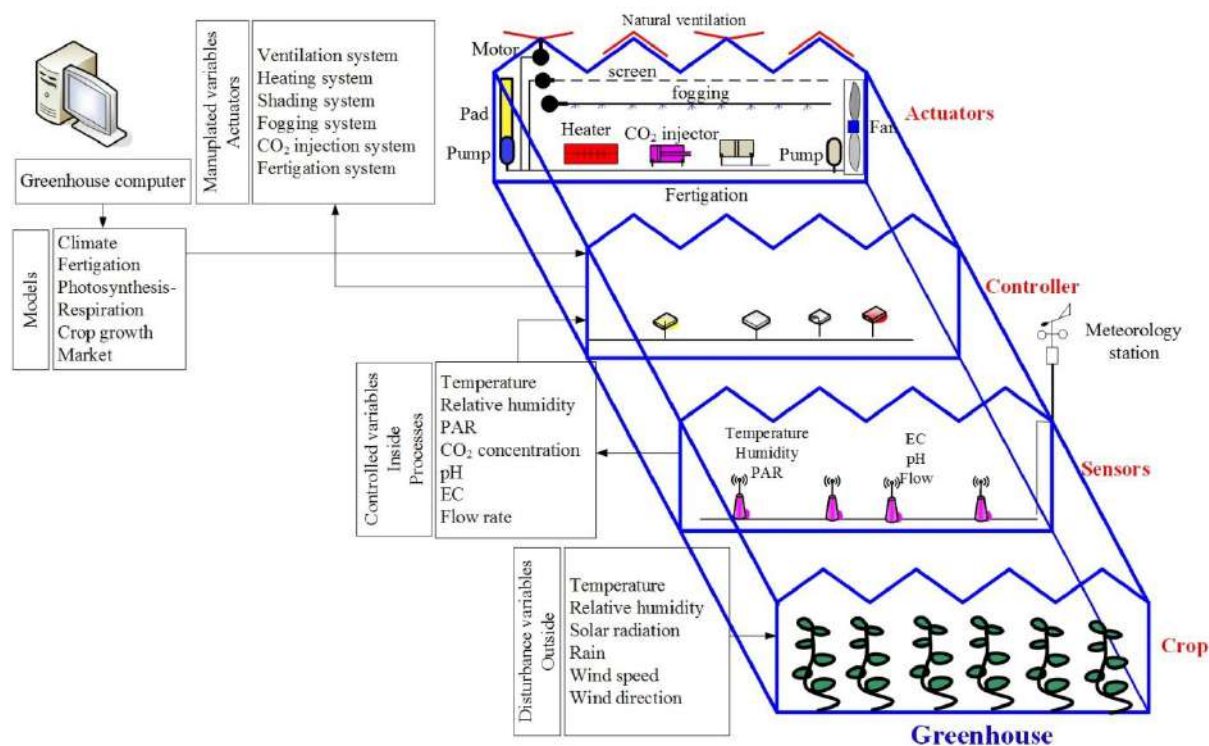 Greenhouse computer
Manuplated variables
Actuators
Ventilation system
Heating system
Shading system
Fogging system
CO₂ injection system
Fertigation system
Models
Climate
Fertigation
Photosynthesis-
Respiration
Crop growth
Market
Controlled variables
Inside
Processes
Temperature
Relative humidity
PAR
CO₂ concentration
pH
EC
Flow rate
Disturbance variables
Outside
Temperature
Relative humidity
Solar radiation
Rain
Wind speed
Wind direction
Natural ventilation
Motor
screen
fogging
Pad
Pump
Heater
CO₂ injector
Pump
Fan
Fertigation
Actuators
Controller
Meteorology
station
Temperature
Humidity
PAR
EC
pH
Flow
Sensors
Crop
Greenhouse